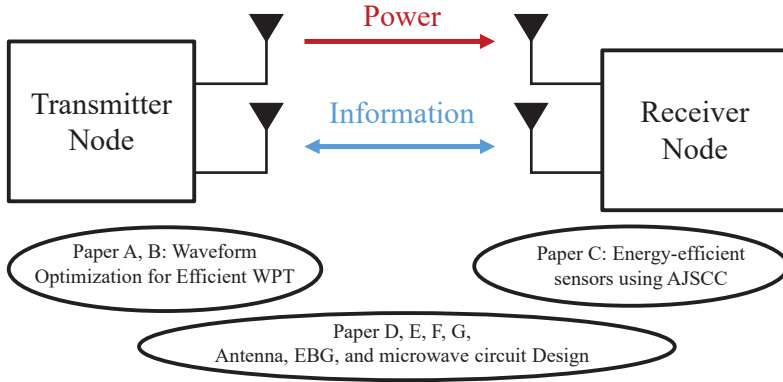 Power
Transmitter
Node
Information
Receiver
Node
Paper A, B: Waveform
Optimization for Efficient WPT
Paper C: Energy-efficient
sensors using AJSCC
Paper D, E, F, G,
Antenna, EBG, and microwave circuit Design